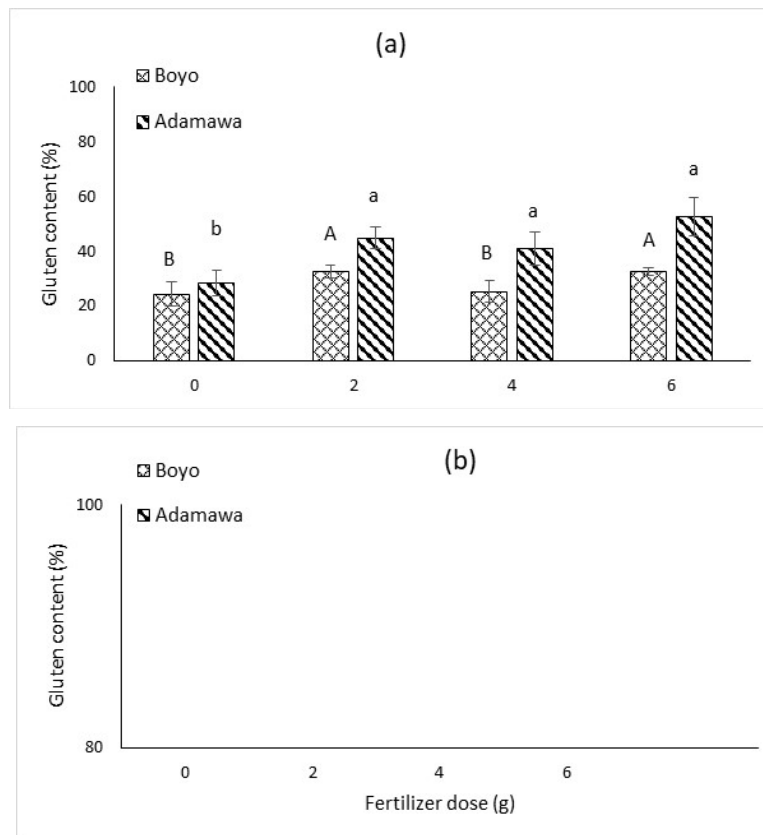 (a)
Boyo
Adamawa
Gluten content (%)
100
80
60
40
20
0
B
b
A
a
B
a
A
a
0 2 4 6
(b)
Boyo
Adamawa
Gluten content (%)
100
80
0 2 4 6
Fertilizer dose (g)